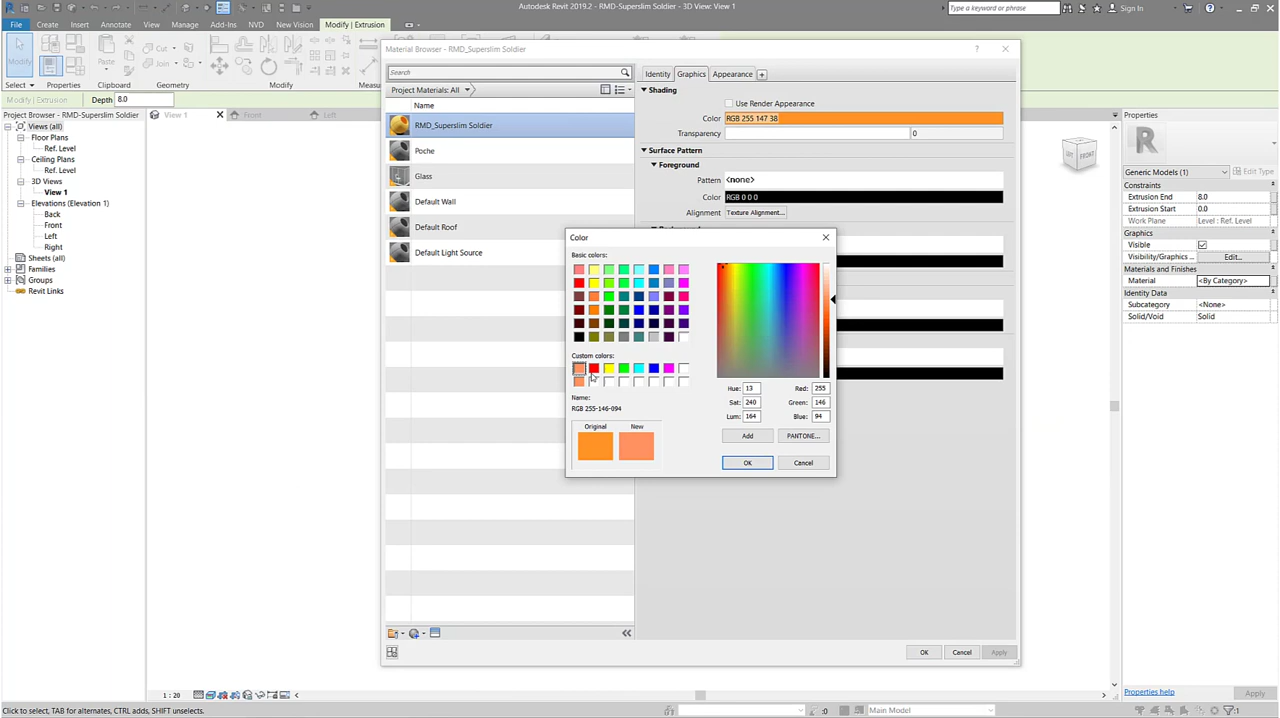 Autodesk Revit 2019.2 - RMD-Superslim Soldier - 3D View: View 1
Type a keyword or phrase
Sign In
File Create Insert Annotate View Manage Add-Ins NVD New Vision Modify | Extrusion
Modify
Select
Properties
Paste
Clipboard
Cut
Join
Geometry
Modify
Modify | Extrusion
Depth 8.0
Project Browser - RMD-Superslim Soldier
Views (all)
Floor Plans
Ref. Level
Ceiling Plans
Ref. Level
3D Views
View 1
Elevations (Elevation 1)
Back
Front
Left
Right
Sheets (all)
Families
Groups
Revit Links
View 1
Front
Left
Material Browser - RMD_Superslim Soldier
Search
Project Materials: All
Name
RMD_Superslim Soldier
Poche
Glass
Default Wall
Default Roof
Default Light Source
Identity Graphics Appearance
Shading
Use Render Appearance
Color RGB 255 147 38
Transparency 0
Surface Pattern
Foreground
Pattern <none>
Color RGB 0 0 0
Alignment Texture Alignment...
Color
Basic colors:
Custom colors:
Name:
RGB 255-146-094
Original New
Hue: 13 Red: 255
Sat: 240 Green: 146
Lum: 164 Blue: 94
Add PANTONE...
OK Cancel
OK Cancel Apply
FRONT
Properties
Generic Models (1) Edit Type
Constraints
Extrusion End 8.0
Extrusion Start 0.0
Work Plane Level : Ref. Level
Graphics
Visible
Visibility/Graphics ... Edit...
Materials and Finishes
Material <By Category>
Identity Data
Subcategory <None>
Solid/Void Solid
Properties help Apply
1 : 20
Click to select, TAB for alternates, CTRL adds, SHIFT unselects.
:0
Main Model
:1